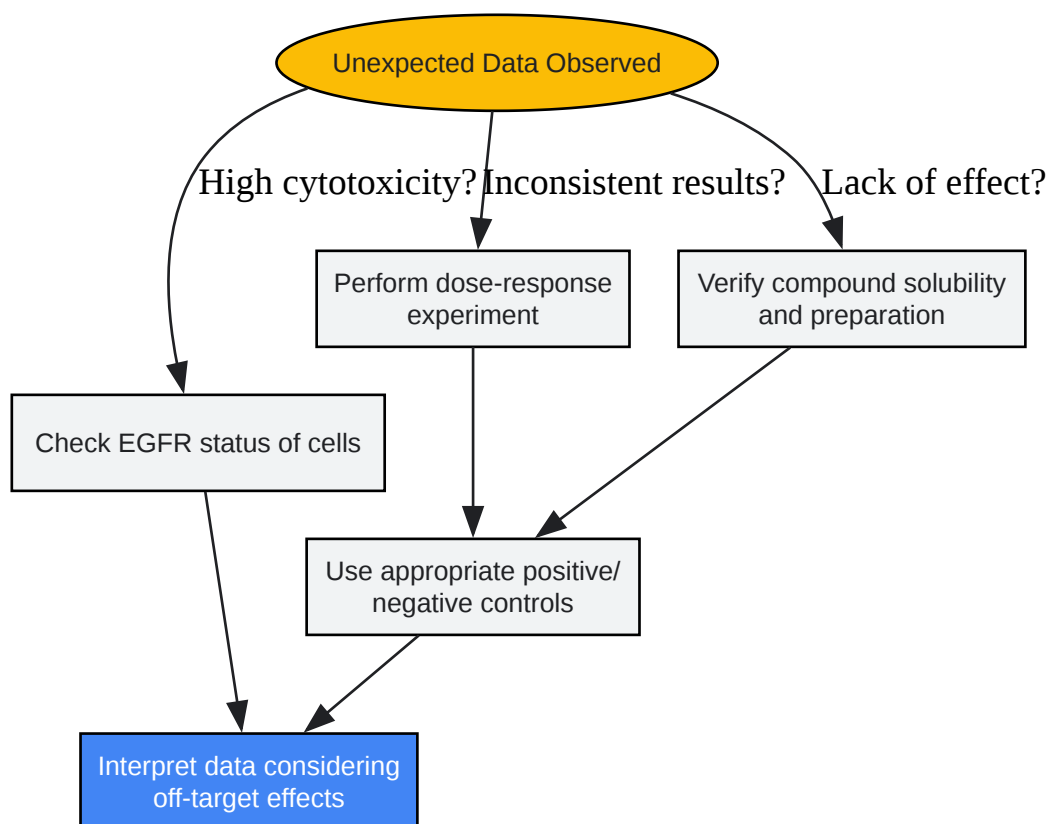 Unexpected Data Observed
High cytotoxicity?
Inconsistent results?
Lack of effect?
Perform dose-response
experiment
Verify compound solubility
and preparation
Check EGFR status of cells
Use appropriate positive/
negative controls
Interpret data considering
off-target effects